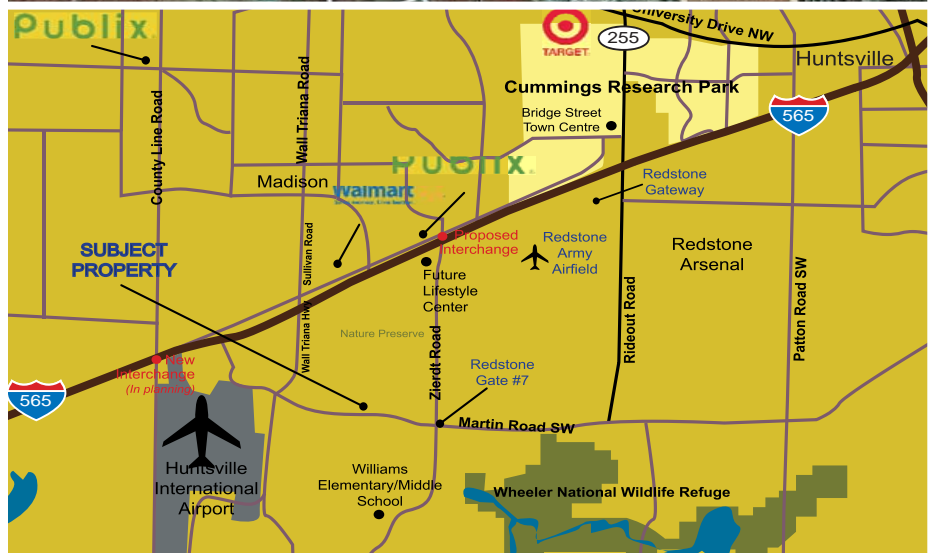 Publix.
TARGET
255
University Drive NW
Huntsville
Cummings Research Park
Bridge Street
Town Centre
565
County Line Road
Wall Triana Road
Madison
Publix.
Walmart
Redstone
Gateway
SUBJECT
PROPERTY
Sullivan Road
Proposed
Interchange
Redstone
Army
Airfield
Redstone
Arsenal
Future
Lifestyle
Center
Rideout Road
Patton Road SW
Wall Triana Hwy
Nature Preserve
Zierdt Road
New
Interchange
(In planning)
Redstone
Gate #7
565
Martin Road SW
Huntsville
International
Airport
Williams
Elementary/Middle
School
Wheeler National Wildlife Refuge